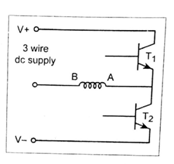 V+
3 wire
dc supply
T1
B
A
T2
V–